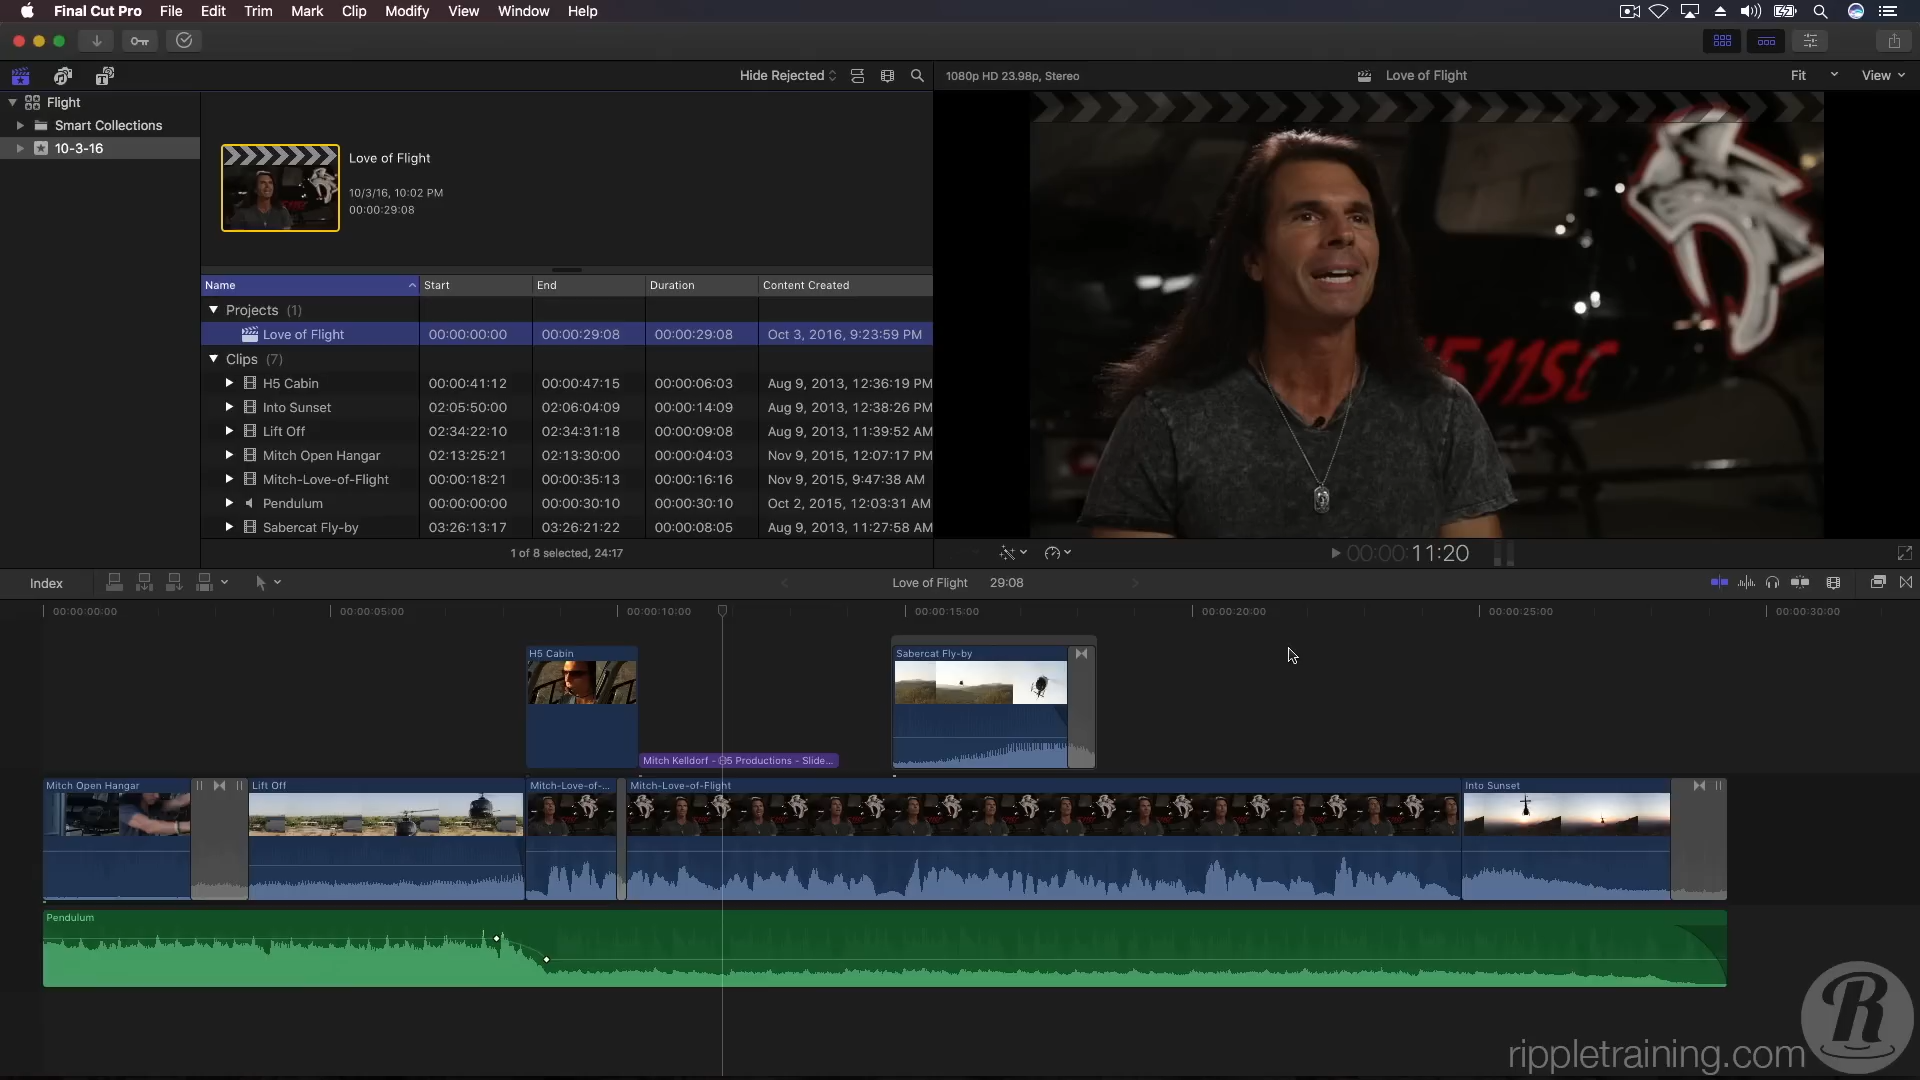 Final Cut Pro File Edit Trim Mark Clip Modify View Window Help
Hide Rejected
1080p HD 23.98p, Stereo Love of Flight Fit View
Flight
Smart Collections
10-3-16
Love of Flight
10/3/16, 10:02 PM
00:00:29:08
Name Start End Duration Content Created
Projects (1)
Love of Flight 00:00:00:00 00:00:29:08 00:00:29:08 Oct 3, 2016, 9:23:59 PM
Clips (7)
H5 Cabin 00:00:41:12 00:00:47:15 00:00:06:03 Aug 9, 2013, 12:36:19 PM
Into Sunset 02:05:50:00 02:06:04:09 00:00:14:09 Aug 9, 2013, 12:38:26 PM
Lift Off 02:34:22:10 02:34:31:18 00:00:09:08 Aug 9, 2013, 11:39:52 AM
Mitch Open Hangar 02:13:25:21 02:13:30:00 00:00:04:03 Nov 9, 2015, 12:07:17 PM
Mitch-Love-of-Flight 00:00:18:21 00:00:35:13 00:00:16:16 Nov 9, 2015, 9:47:38 AM
Pendulum 00:00:00:00 00:00:30:10 00:00:30:10 Oct 2, 2015, 12:03:31 AM
Sabercat Fly-by 03:26:13:17 03:26:21:22 00:00:08:05 Aug 9, 2013, 11:27:58 AM
1 of 8 selected, 24:17
511SC
00:00:11:20
Index Love of Flight 29:08
00:00:00:00 00:00:05:00 00:00:10:00 00:00:15:00 00:00:20:00 00:00:25:00 00:00:30:00
H5 Cabin
Sabercat Fly-by
Mitch Kelldorf - H5 Productions - Slide...
Mitch Open Hangar
Lift Off
Mitch-Love-of-...
Mitch-Love-of-Flight
Into Sunset
Pendulum
R
rippletraining.com